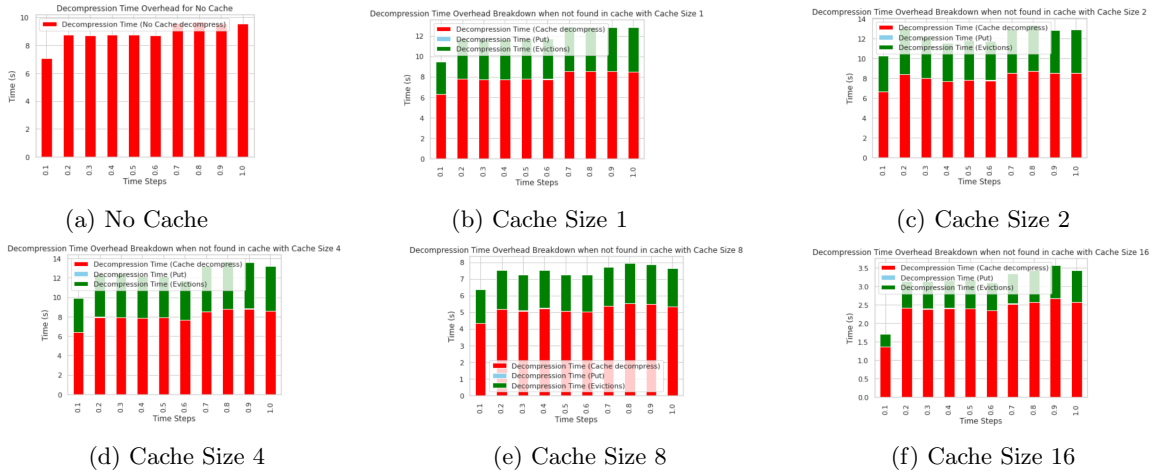 Decompression Time Overhead for No Cache
Decompression Time (No Cache decompress)
Time (s)
10
8
6
4
2
0
0.1 0.2 0.3 0.4 0.5 0.6 0.7 0.8 0.9 1.0
Time Steps
(a) No Cache
Decompression Time Overhead Breakdown when not found in cache with Cache Size 1
Decompression Time (Cache decompress)
Decompression Time (Put)
Decompression Time (Evictions)
Time (s)
12
10
8
6
4
2
0
0.1 0.2 0.3 0.4 0.5 0.6 0.7 0.8 0.9 1.0
Time Steps
(b) Cache Size 1
Decompression Time Overhead Breakdown when not found in cache with Cache Size 2
Decompression Time (Cache decompress)
Decompression Time (Put)
Decompression Time (Evictions)
Time (s)
14
12
10
8
6
4
2
0
0.1 0.2 0.3 0.4 0.5 0.6 0.7 0.8 0.9 1.0
Time Steps
(c) Cache Size 2
Decompression Time Overhead Breakdown when not found in cache with Cache Size 4
Decompression Time (Cache decompress)
Decompression Time (Put)
Decompression Time (Evictions)
Time (s)
14
12
10
8
6
4
2
0
0.1 0.2 0.3 0.4 0.5 0.6 0.7 0.8 0.9 1.0
Time Steps
(d) Cache Size 4
Decompression Time Overhead Breakdown when not found in cache with Cache Size 8
Time (s)
8
7
6
5
4
3
2
1
0
Decompression Time (Cache decompress)
Decompression Time (Put)
Decompression Time (Evictions)
0.1 0.2 0.3 0.4 0.5 0.6 0.7 0.8 0.9 1.0
Time Steps
(e) Cache Size 8
Decompression Time Overhead Breakdown when not found in cache with Cache Size 16
Decompression Time (Cache decompress)
Decompression Time (Put)
Decompression Time (Evictions)
Time (s)
3.5
3.0
2.5
2.0
1.5
1.0
0.5
0.0
0.1 0.2 0.3 0.4 0.5 0.6 0.7 0.8 0.9 1.0
Time Steps
(f) Cache Size 16